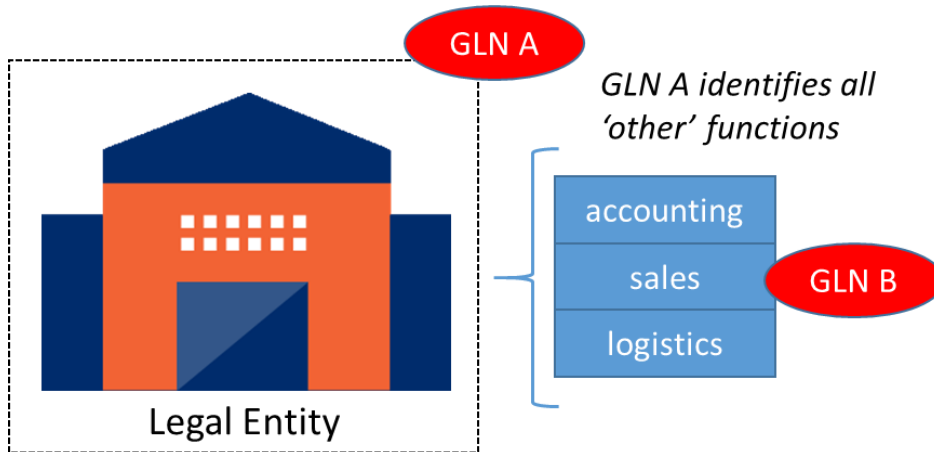 GLN A
GLN A identifies all
‘other’ functions
accounting
sales
GLN B
logistics
Legal Entity